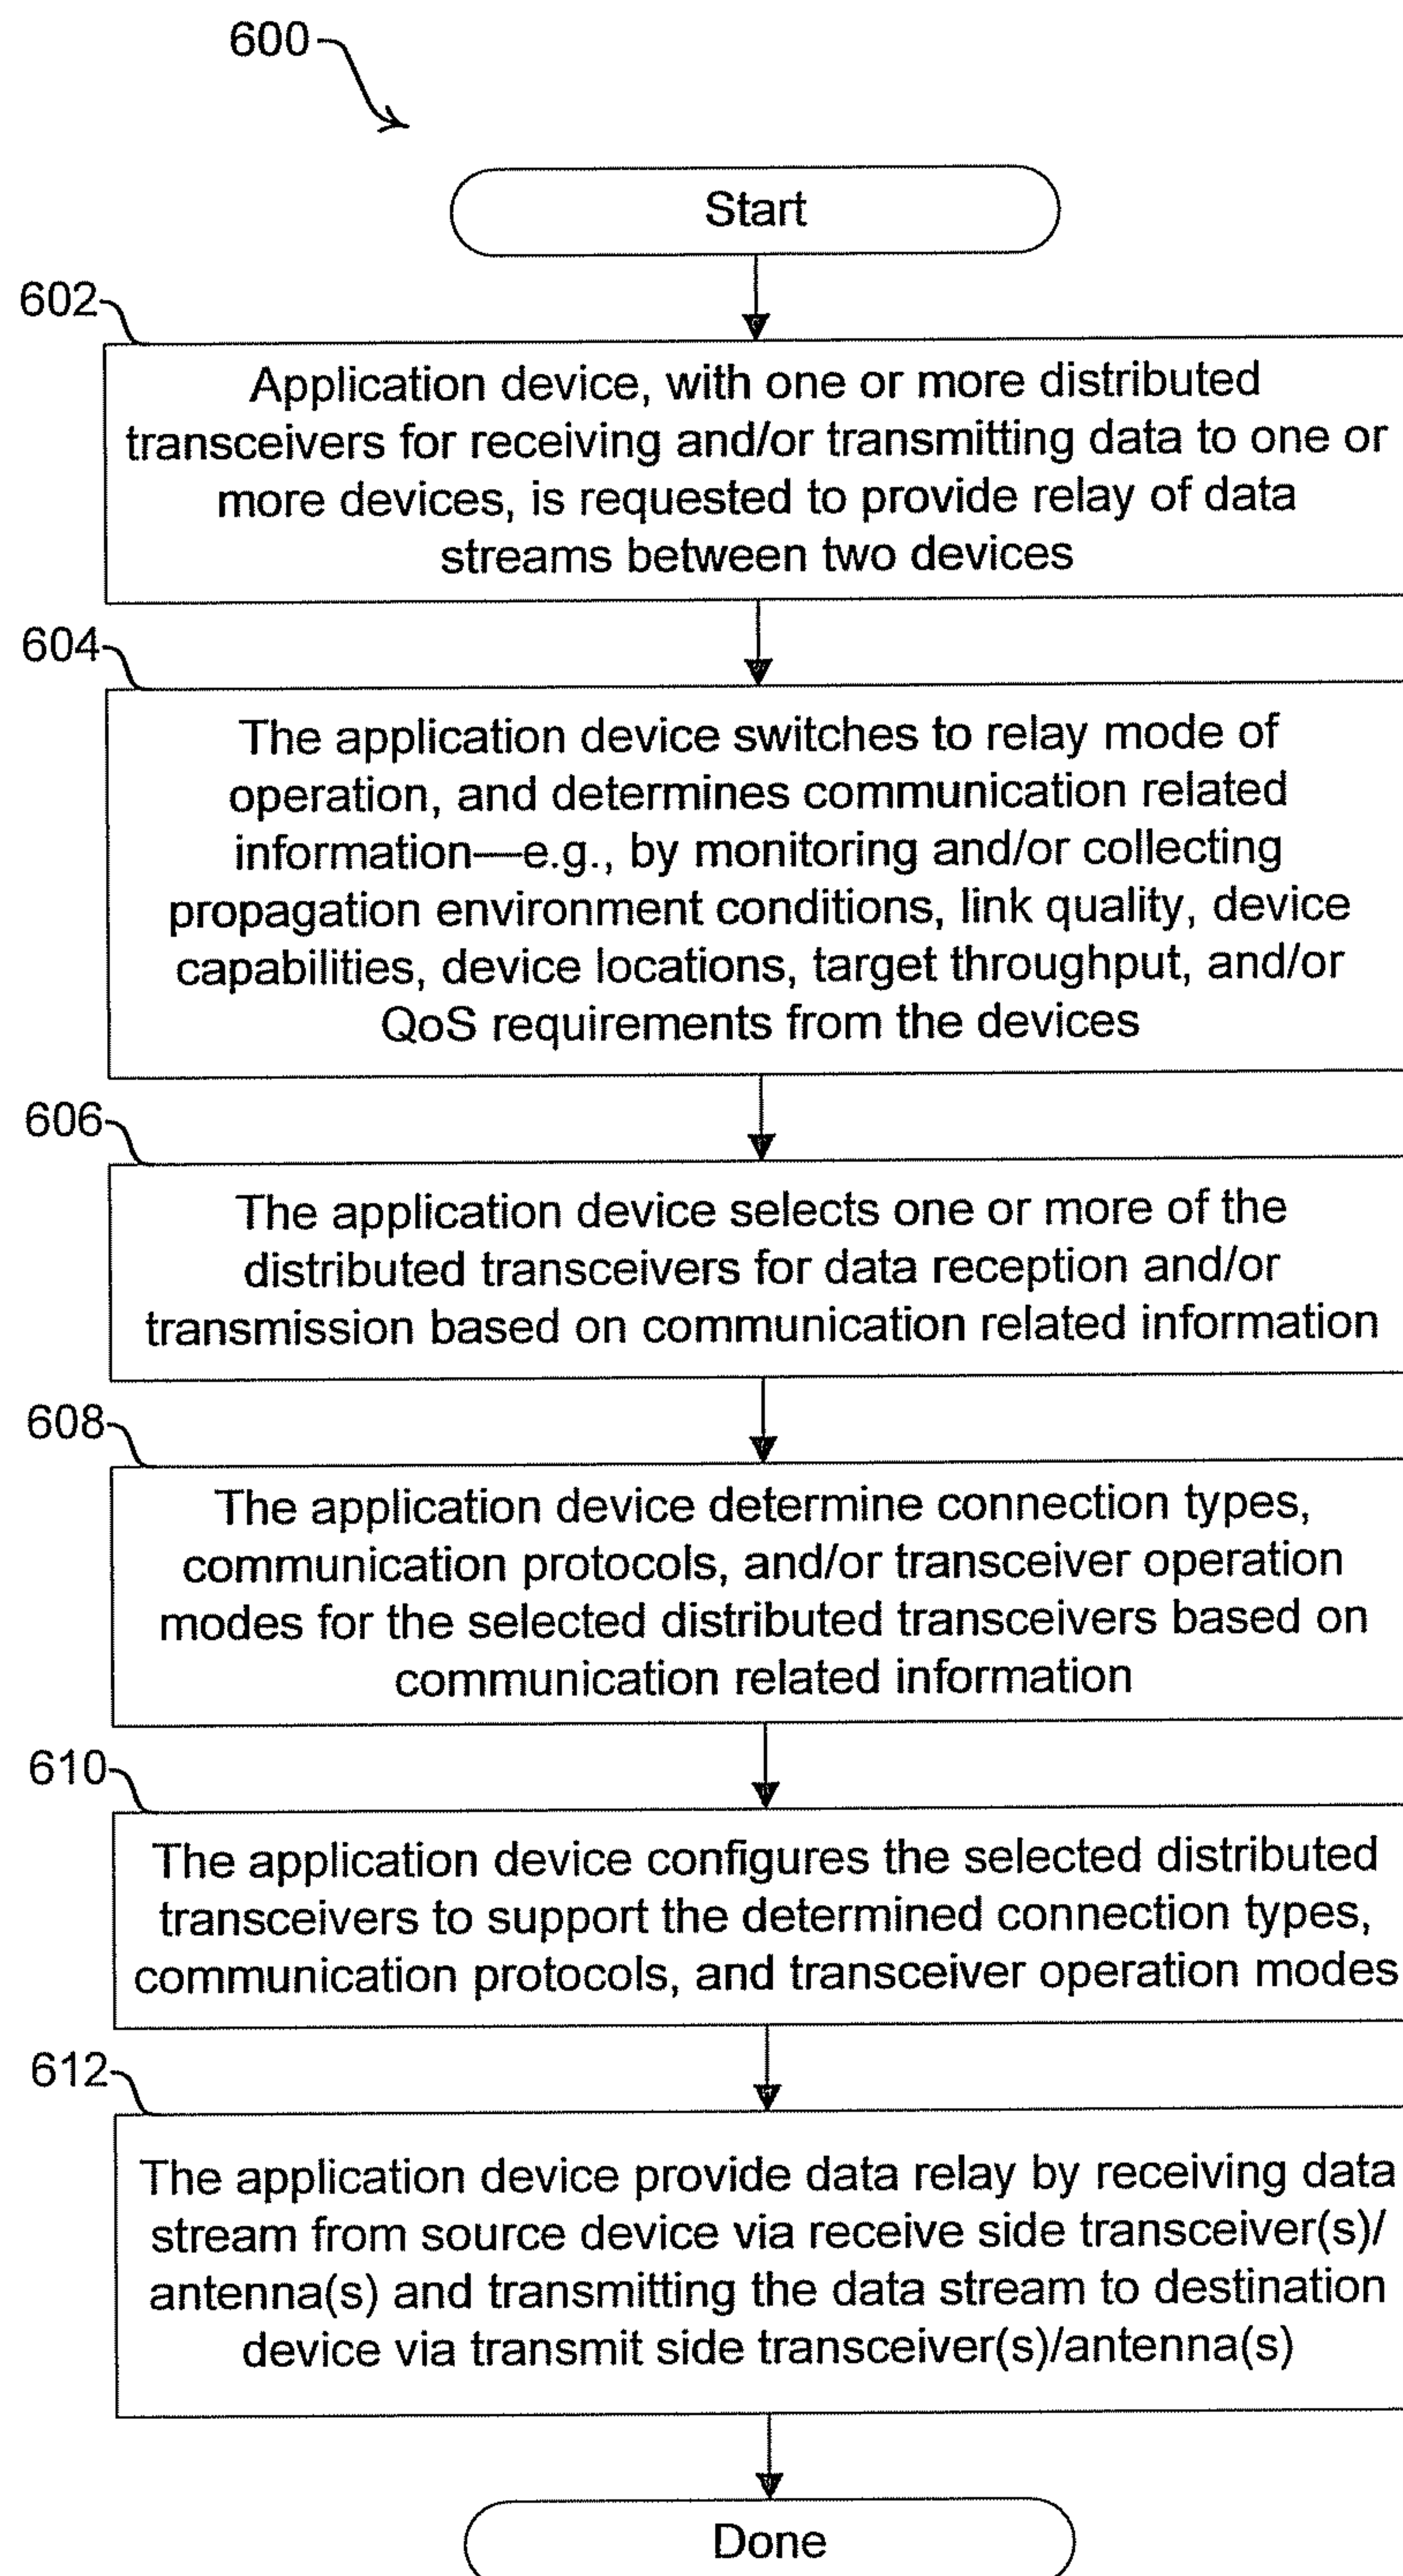 600
Start
602
Application device, with one or more distributed
transceivers for receiving and/or transmitting data to one or
more devices, is requested to provide relay of data
streams between two devices
604
The application device switches to relay mode of
operation, and determines communication related
information—e.g., by monitoring and/or collecting
propagation environment conditions, link quality, device
capabilities, device locations, target throughput, and/or
QoS requirements from the devices
606
The application device selects one or more of the
distributed transceivers for data reception and/or
transmission based on communication related information
608
The application device determine connection types,
communication protocols, and/or transceiver operation
modes for the selected distributed transceivers based on
communication related information
610
The application device configures the selected distributed
transceivers to support the determined connection types,
communication protocols, and transceiver operation modes
612
The application device provide data relay by receiving data
stream from source device via receive side transceiver(s)/
antenna(s) and transmitting the data stream to destination
device via transmit side transceiver(s)/antenna(s)
Done